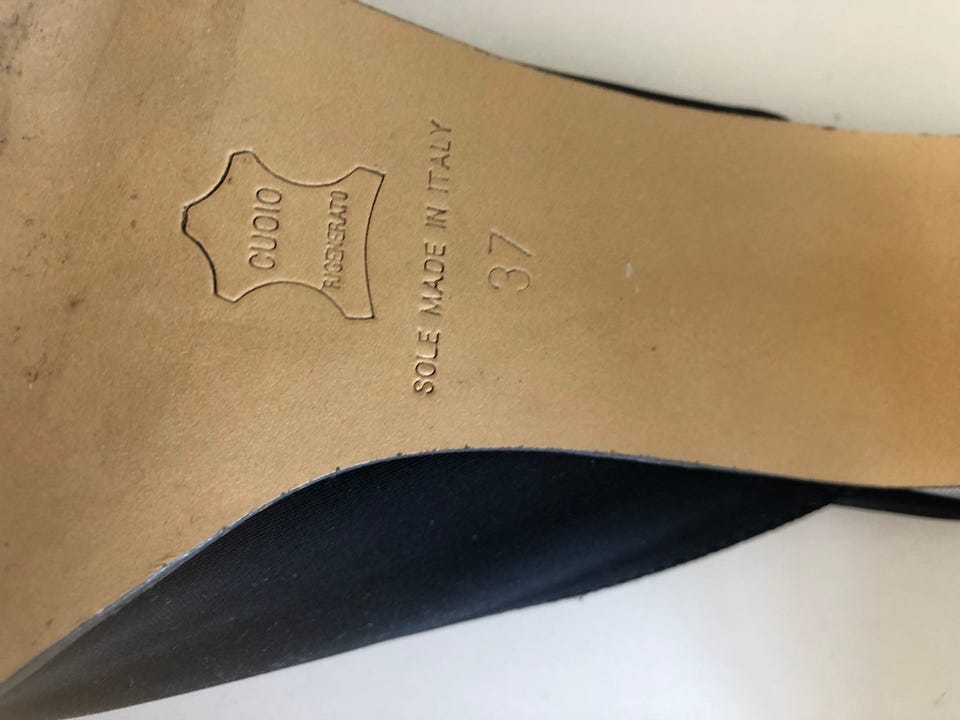 CUOIO
RIGENERATO
SOLE MADE IN ITALY
37